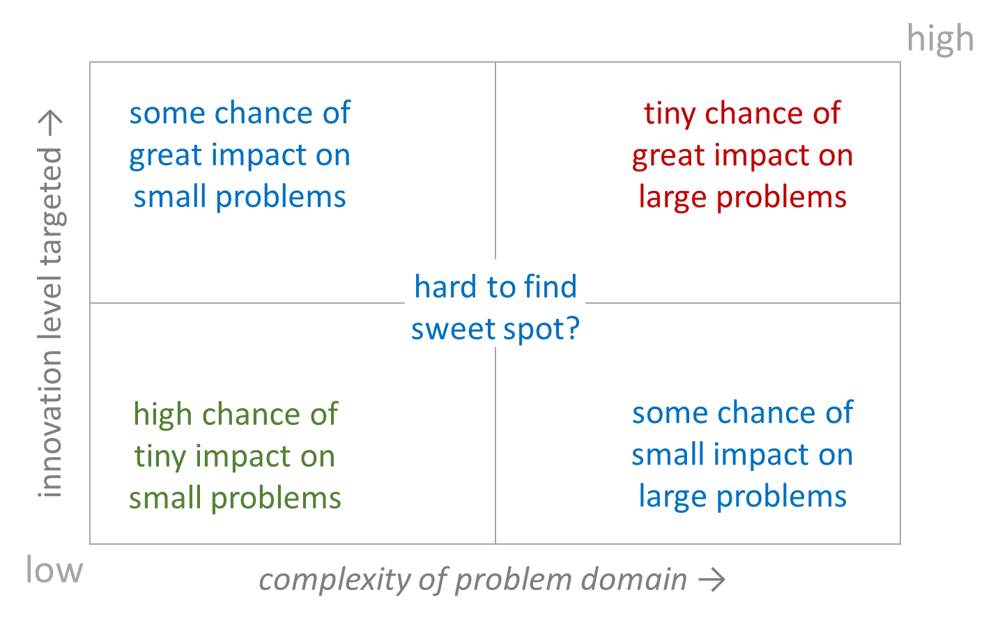 high
some chance of
great impact on
small problems
tiny chance of
great impact on
large problems
innovation level targeted →
hard to find
sweet spot?
high chance of
tiny impact on
small problems
some chance of
small impact on
large problems
low
complexity of problem domain →